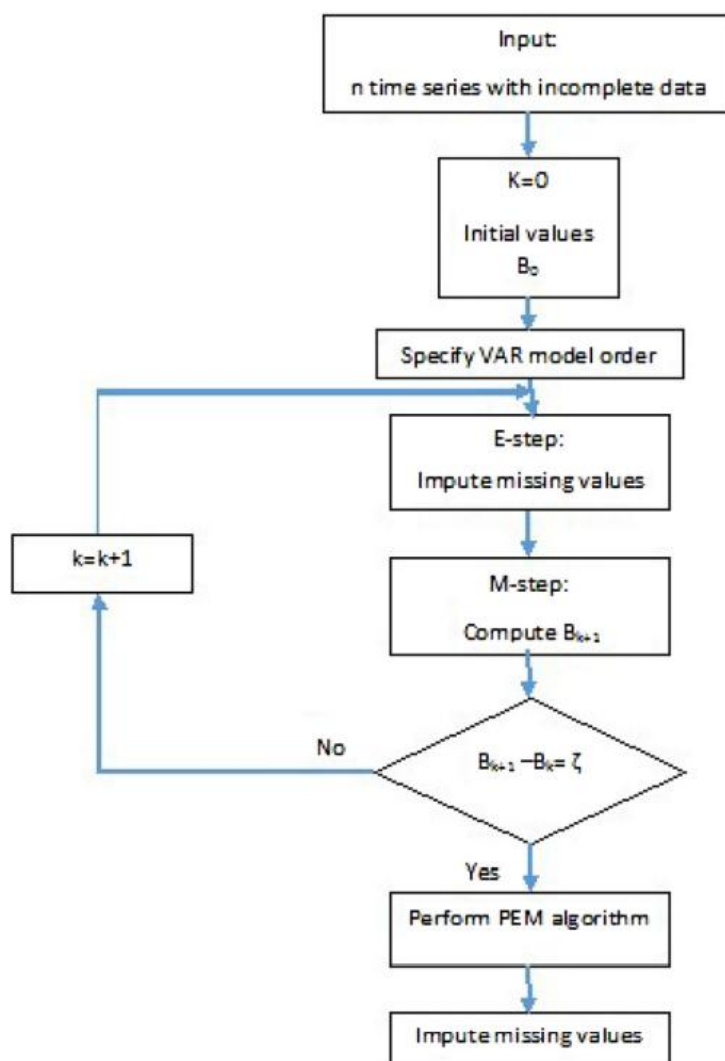 Input:
n time series with incomplete data
K=0
Initial values
B₀
Specify VAR model order
E-step:
Impute missing values
k=k+1
M-step:
Compute Bₖ₊₁
No
Bₖ₊₁ –Bₖ= ζ
Yes
Perform PEM algorithm
Impute missing values